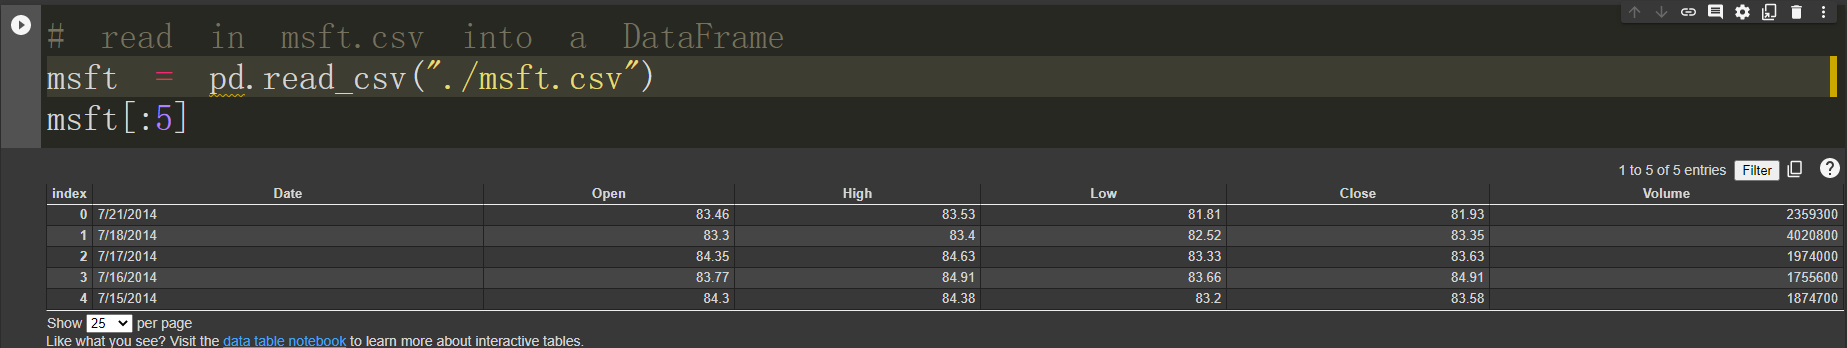 # read in msft.csv into a DataFrame
msft = pd.read_csv("./msft.csv")
msft[:5]
1 to 5 of 5 entries Filter
index Date Open High Low Close Volume
0 7/21/2014 83.46 83.53 81.81 81.93 2359300
1 7/18/2014 83.3 83.4 82.52 83.35 4020800
2 7/17/2014 84.35 84.63 83.33 83.63 1974000
3 7/16/2014 83.77 84.91 83.66 84.91 1755600
4 7/15/2014 84.3 84.38 83.2 83.58 1874700
Show 25 per page
Like what you see? Visit the data table notebook to learn more about interactive tables.